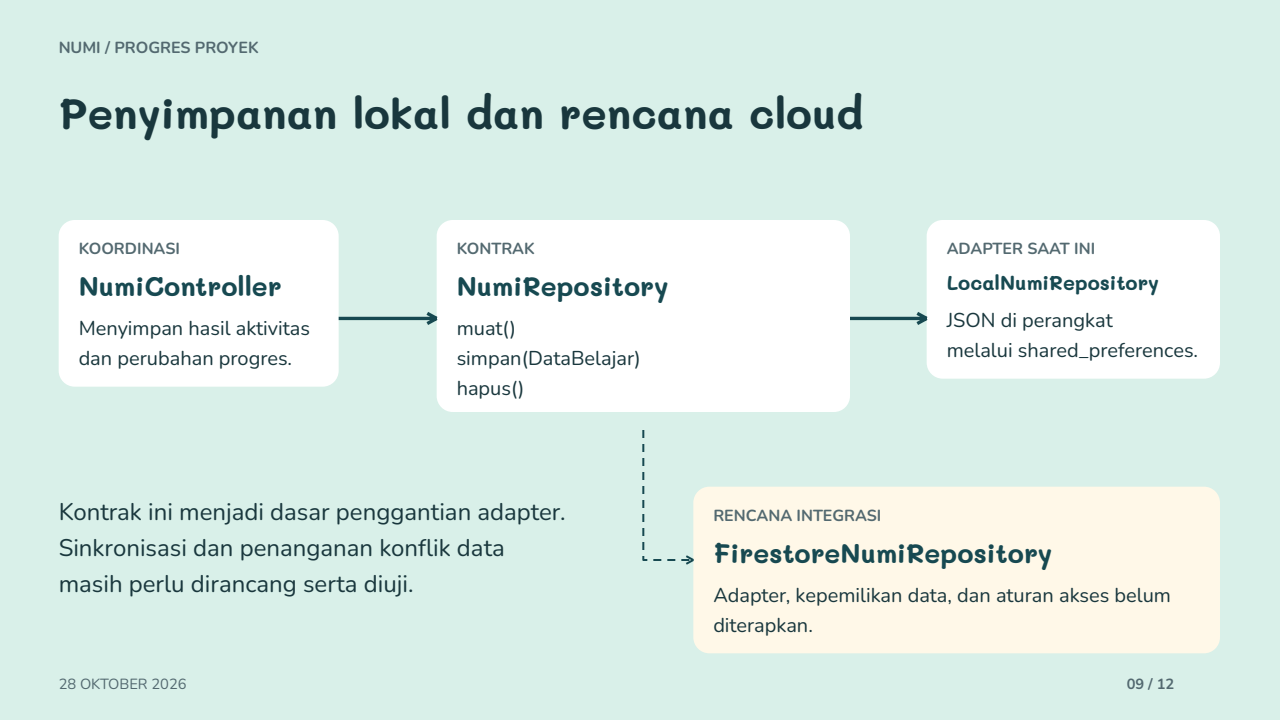 NUMI / PROGRES PROYEK
Penyimpanan lokal dan rencana cloud
KOORDINASI
NumiController
Menyimpan hasil aktivitas
dan perubahan progres.
KONTRAK
NumiRepository
muat()
simpan(DataBelajar)
hapus()
ADAPTER SAAT INI
LocalNumiRepository
JSON di perangkat
melalui shared_preferences.
Kontrak ini menjadi dasar penggantian adapter.
Sinkronisasi dan penanganan konflik data
masih perlu dirancang serta diuji.
RENCANA INTEGRASI
FirestoreNumiRepository
Adapter, kepemilikan data, dan aturan akses belum
diterapkan.
28 OKTOBER 2026
09 / 12